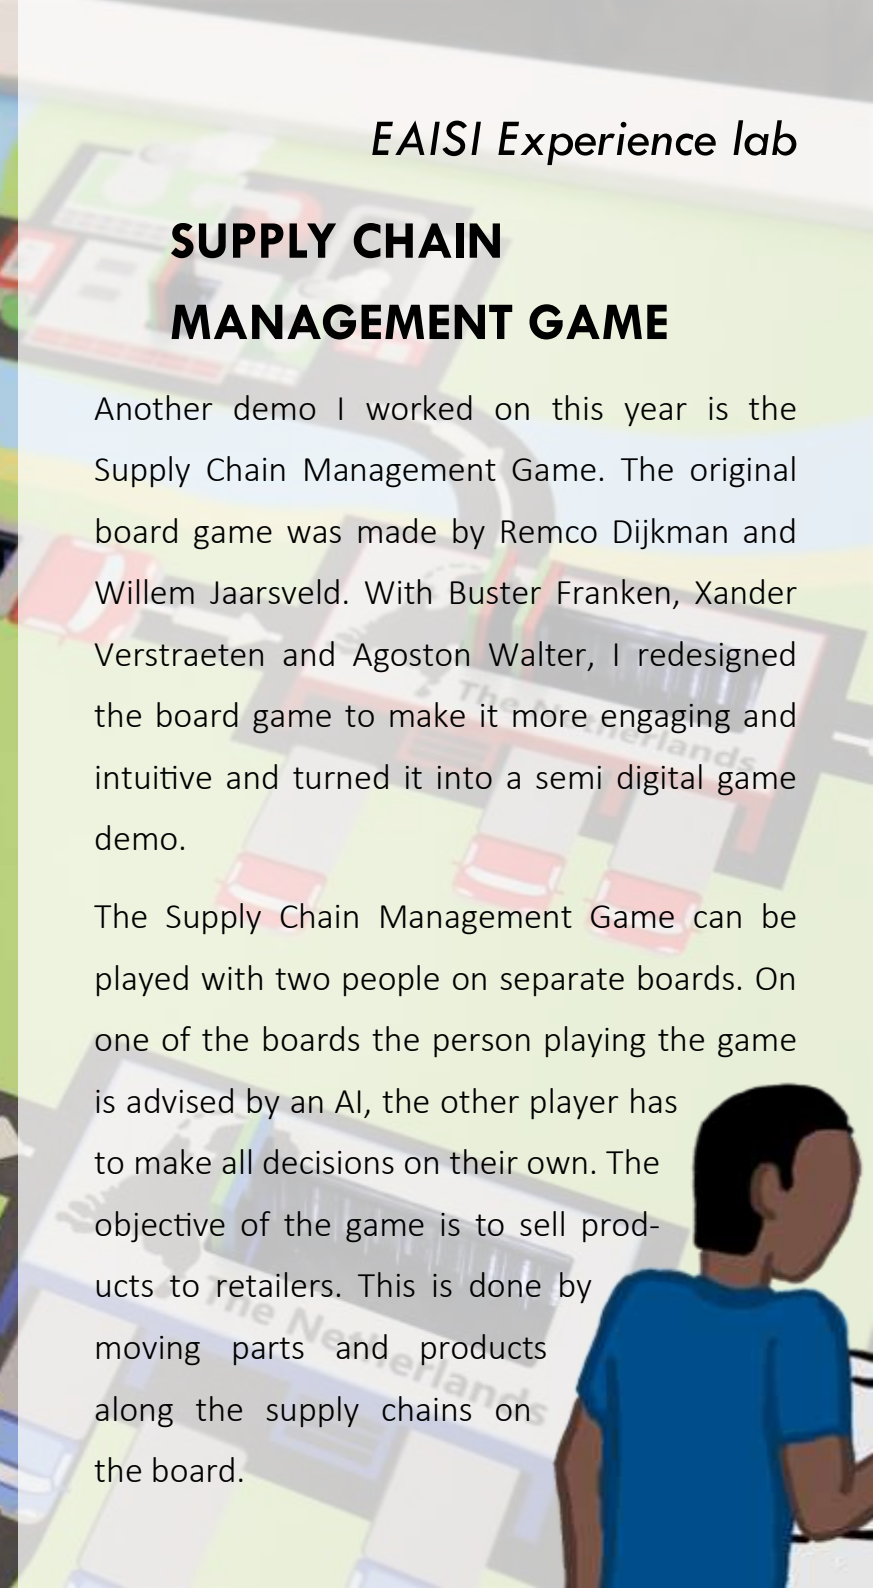 EAISI Experience lab
SUPPLY CHAIN
MANAGEMENT GAME
Another demo I worked on this year is the
Supply Chain Management Game. The original
board game was made by Remco Dijkman and
Willem Jaarsveld. With Buster Franken, Xander
Verstraeten and Agoston Walter, I redesigned
the board game to make it more engaging and
intuitive and turned it into a semi digital game
demo.
The Netherlands
The Supply Chain Management Game can be
played with two people on separate boards. On
one of the boards the person playing the game
is advised by an AI, the other player has
to make all decisions on their own. The
objective of the game is to sell prod-
ucts to retailers. This is done by
moving parts and products
along the supply chains on
the board.
The Netherlands